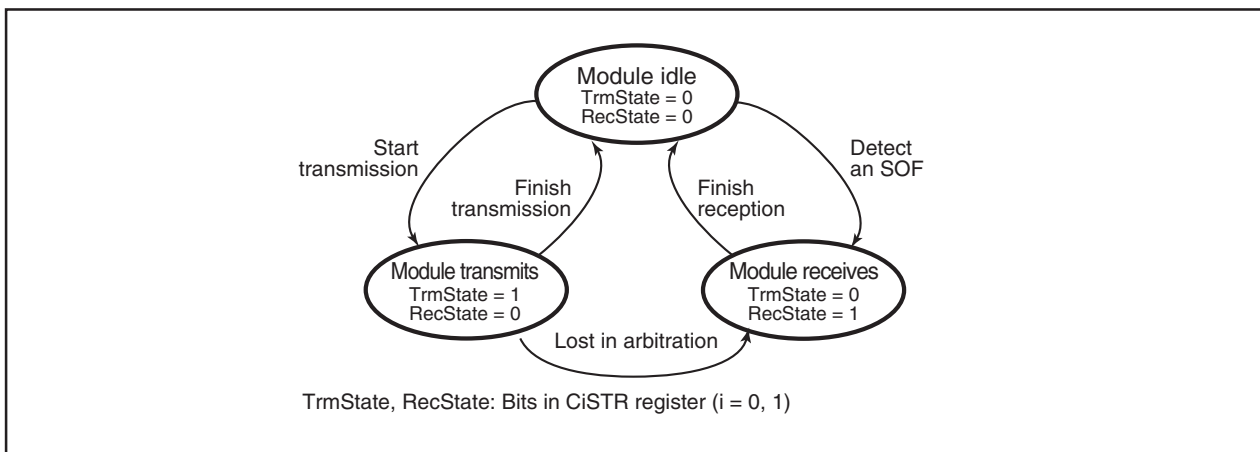 Module idle
TrmState = 0
RecState = 0
Start
transmission
Finish
transmission
Finish
reception
Detect
an SOF
Module transmits
TrmState = 1
RecState = 0
Module receives
TrmState = 0
RecState = 1
Lost in arbitration
TrmState, RecState: Bits in CiSTR register (i = 0, 1)